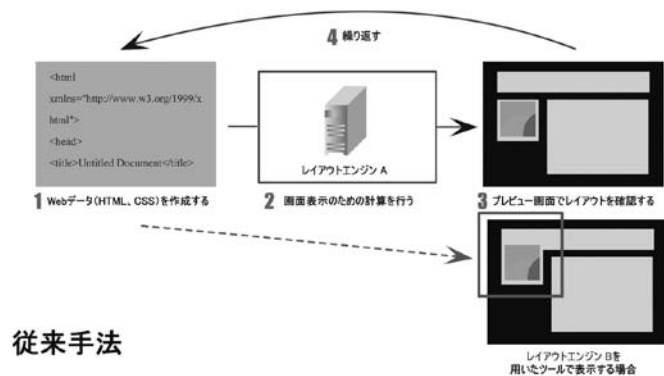 4 繰り返す
<html
xmlns="http://www.w3.org/1999/x
html">
<head>
<title>Untitled Document</title>
レイアウトエンジン A
1 Webデータ(HTML、CSS)を作成する
2 画面表示のための計算を行う
3 プレビュー画面でレイアウトを確認する
従来手法
レイアウトエンジン Bを
用いたツールで表示する場合